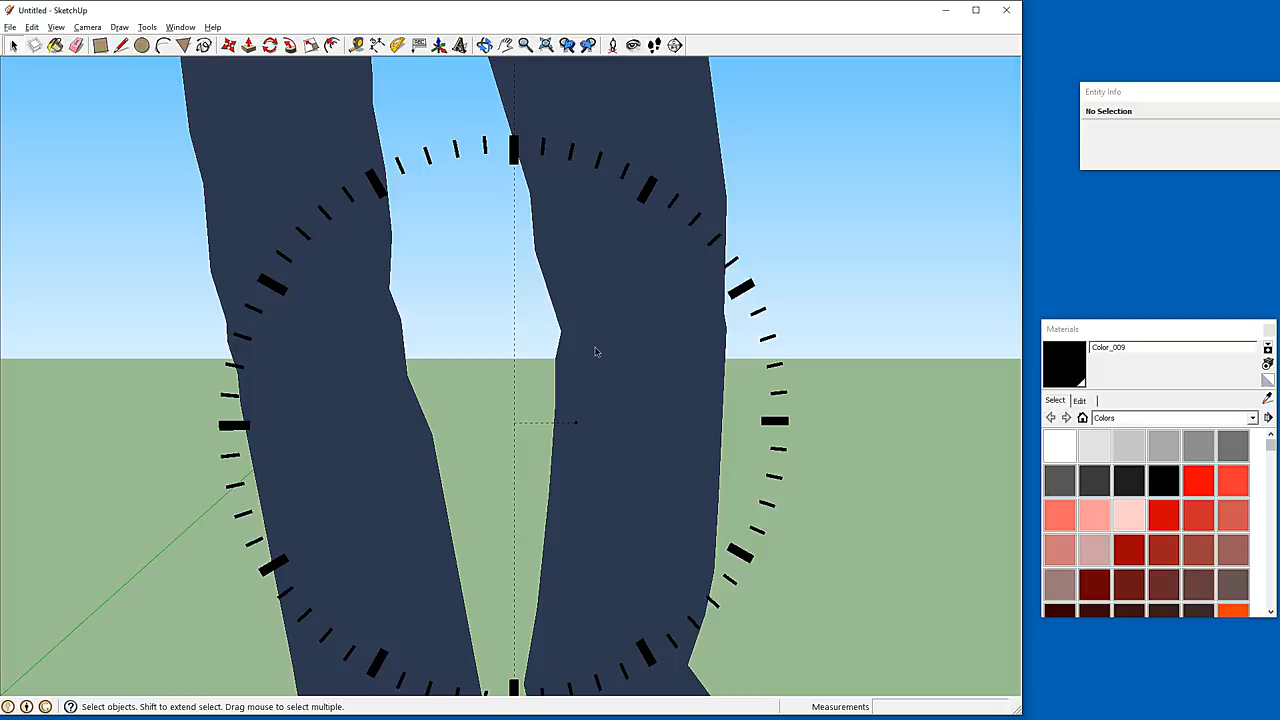 Untitled - SketchUp
File Edit View Camera Draw Tools Window Help
Entity Info
No Selection
Materials
Color_009
Select Edit
Colors
Select objects. Shift to extend select. Drag mouse to select multiple.
Measurements